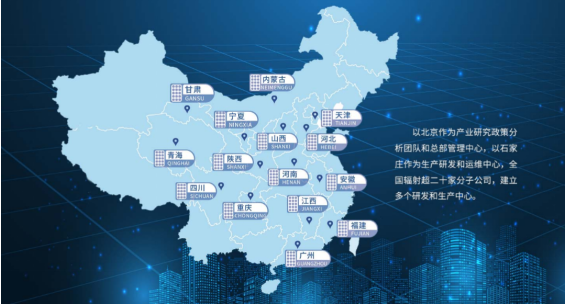 内蒙古
NEIMENGGU
甘肃
GANSU
宁夏
NINGXIA
天津
TIANJIN
山西
SHANXI
河北
HEBEI
青海
QINGHAI
陕西
SHANXI
河南
HENAN
安徽
ANHUI
四川
SICHUAN
重庆
CHONGQING
江西
JIANGXI
福建
FUJIAN
广州
GUANGZHOU
以北京作为产业研究政策分
析团队和总部管理中心，以石家
庄作为生产研发和运维中心，全
国辐射超二十家分子公司，建立
多个研发和生产中心。